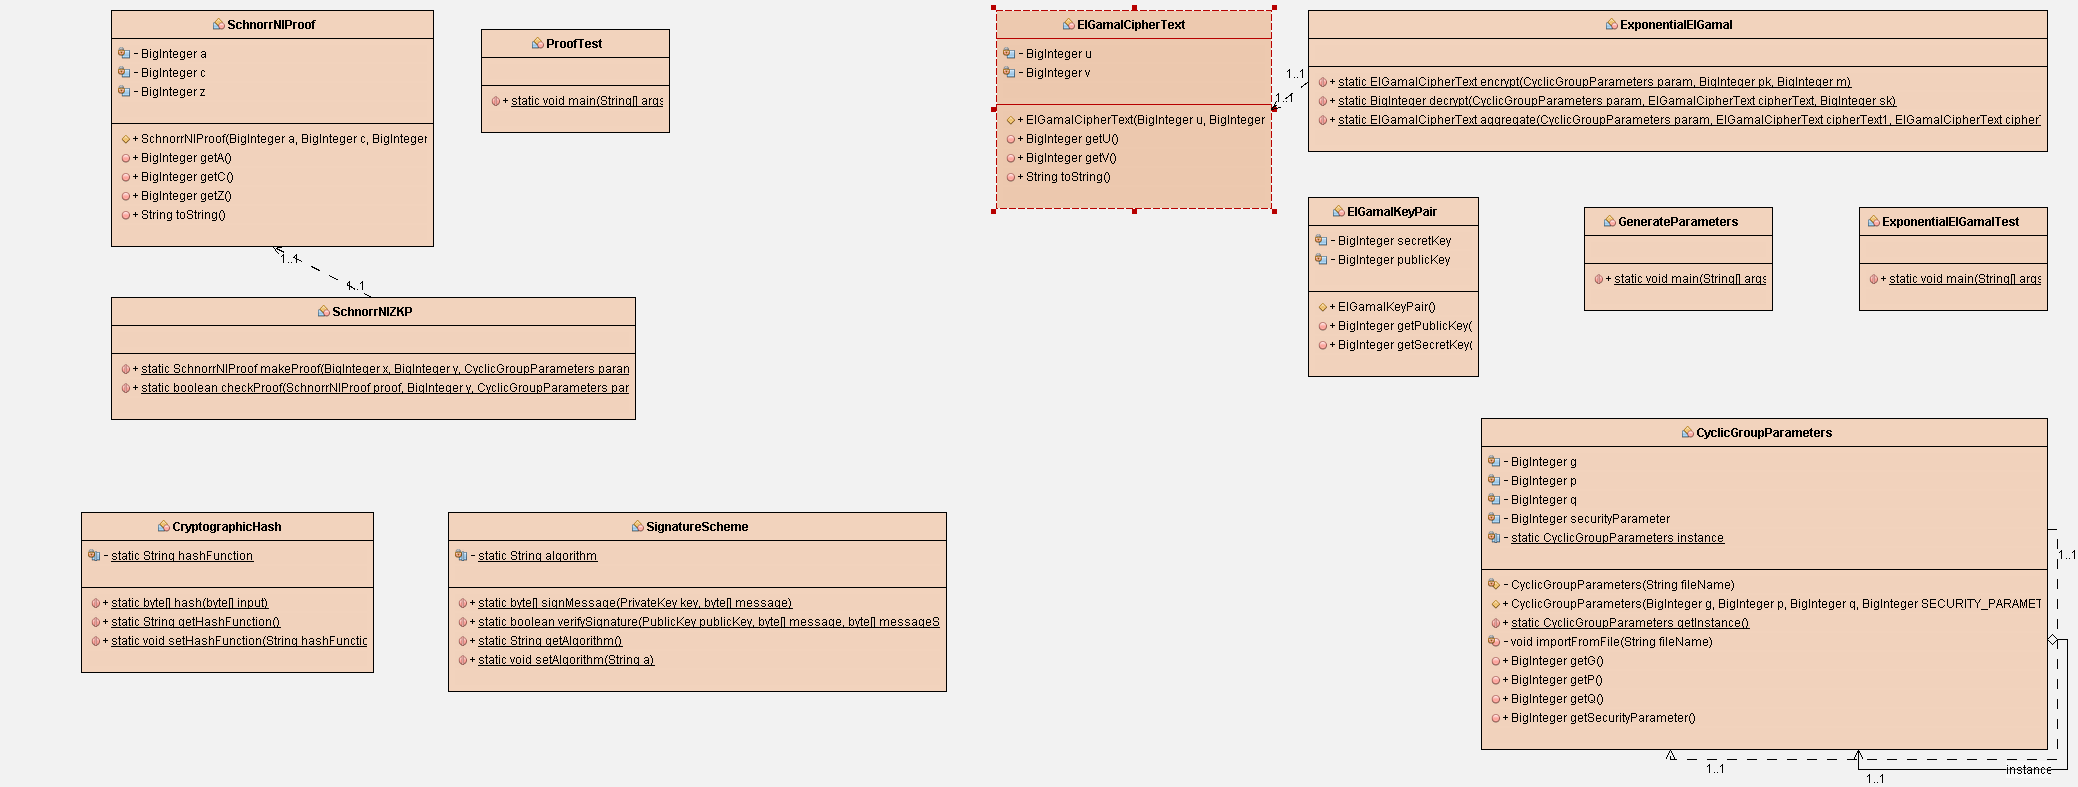 SchnorrNIProof
- BigInteger a
- BigInteger c
- BigInteger z
+ SchnorrNIProof(BigInteger a, BigInteger c, BigInteger
+ BigInteger getA()
+ BigInteger getC()
+ BigInteger getZ()
+ String toString()
ProofTest
+ static void main(String[] args
1..1
1..1
SchnorrNIZKP
+ static SchnorrNIProof makeProof(BigInteger x, BigInteger y, CyclicGroupParameters paran
+ static boolean checkProof(SchnorrNIProof proof, BigInteger y, CyclicGroupParameters par
ElGamalCipherText
- BigInteger u
- BigInteger v
+ ElGamalCipherText(BigInteger u, BigInteger
+ BigInteger getU()
+ BigInteger getV()
+ String toString()
1..1
1..1
ExponentialElGamal
+ static ElGamalCipherText encrypt(CyclicGroupParameters param, BigInteger pk, BigInteger m)
+ static BigInteger decrypt(CyclicGroupParameters param, ElGamalCipherText cipherText, BigInteger sk)
+ static ElGamalCipherText aggregate(CyclicGroupParameters param, ElGamalCipherText cipherText1, ElGamalCipherText cipherT
ElGamalKeyPair
- BigInteger secretKey
- BigInteger publicKey
+ ElGamalKeyPair()
+ BigInteger getPublicKey(
+ BigInteger getSecretKey(
GenerateParameters
+ static void main(String[] args
ExponentialElGamalTest
+ static void main(String[] args
CryptographicHash
- static String hashFunction
+ static byte[] hash(byte[] input)
+ static String getHashFunction()
+ static void setHashFunction(String hashFunctio
SignatureScheme
- static String algorithm
+ static byte[] signMessage(PrivateKey key, byte[] message)
+ static boolean verifySignature(PublicKey publicKey, byte[] message, byte[] messageS
+ static String getAlgorithm()
+ static void setAlgorithm(String a)
CyclicGroupParameters
- BigInteger g
- BigInteger p
- BigInteger q
- BigInteger securityParameter
- static CyclicGroupParameters instance
- CyclicGroupParameters(String fileName)
+ CyclicGroupParameters(BigInteger g, BigInteger p, BigInteger q, BigInteger SECURITY_PARAMET
+ static CyclicGroupParameters getInstance()
- void importFromFile(String fileName)
+ BigInteger getG()
+ BigInteger getP()
+ BigInteger getQ()
+ BigInteger getSecurityParameter()
1..1
1..1
instance
1..1